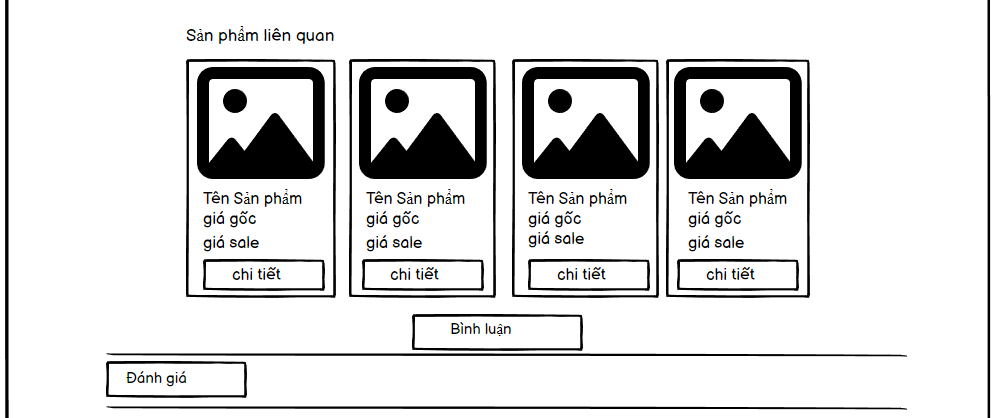 Sản phẩm liên quan
Tên Sản phẩm
giá gốc
giá sale
chi tiết
Tên Sản phẩm
giá gốc
giá sale
chi tiết
Tên Sản phẩm
giá gốc
giá sale
chi tiết
Tên Sản phẩm
giá gốc
giá sale
chi tiết
Bình luận
Đánh giá